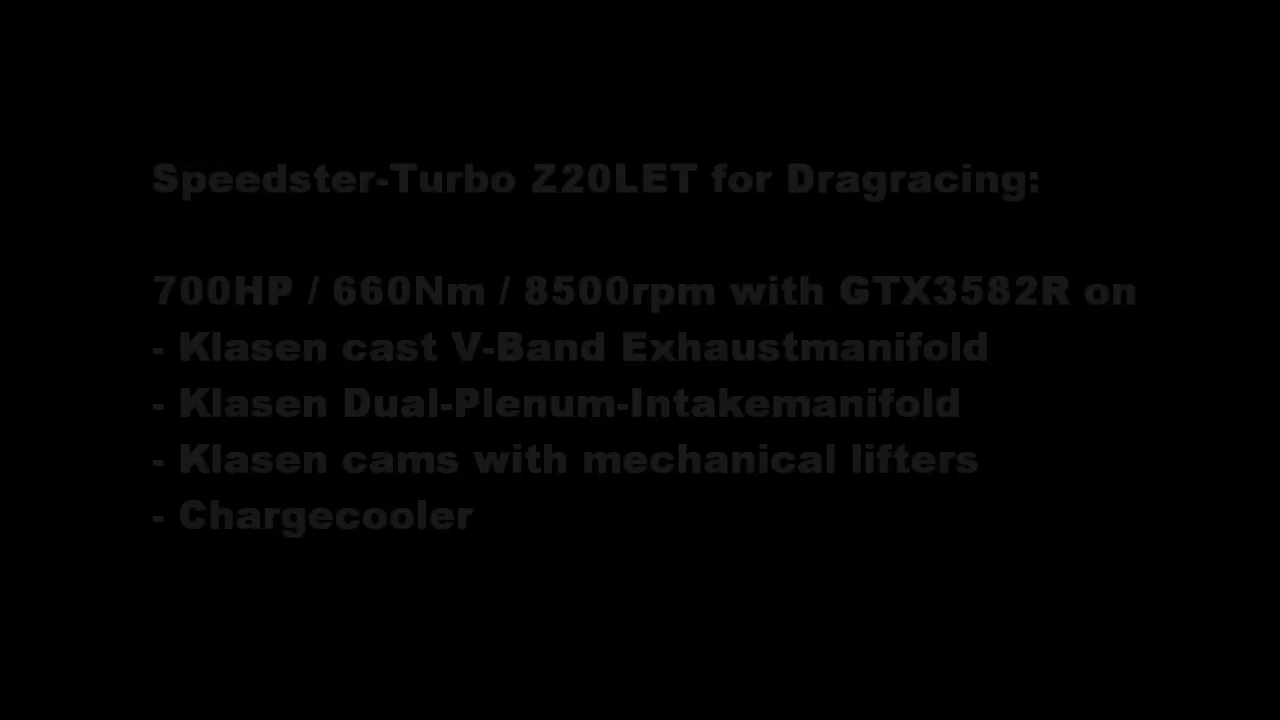 Speedster-Turbo Z20LET for Dragracing:
700HP / 660Nm / 8500rpm with GTX3582R on
- Klasen cast V-Band Exhaustmanifold
- Klasen Dual-Plenum-Intakemanifold
- Klasen cams with mechanical lifters
- Chargecooler